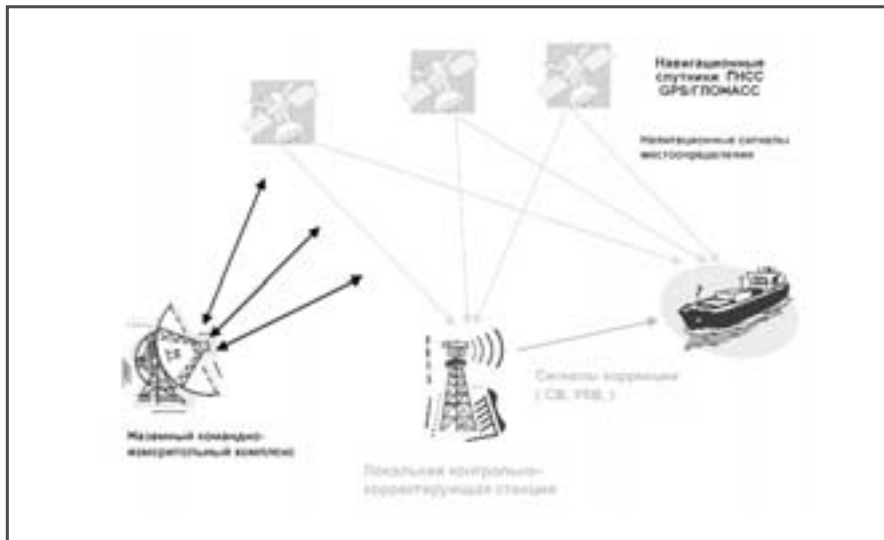 Навигационные
спутники ГНСС
GPS/ГЛОНАСС
Навигационные сигналы
местоопределения
Сигналы коррекции
( СВ, УКВ, )
Наземный командно-
измерительный комплекс
Локальная контрольно-
корректирующая станция